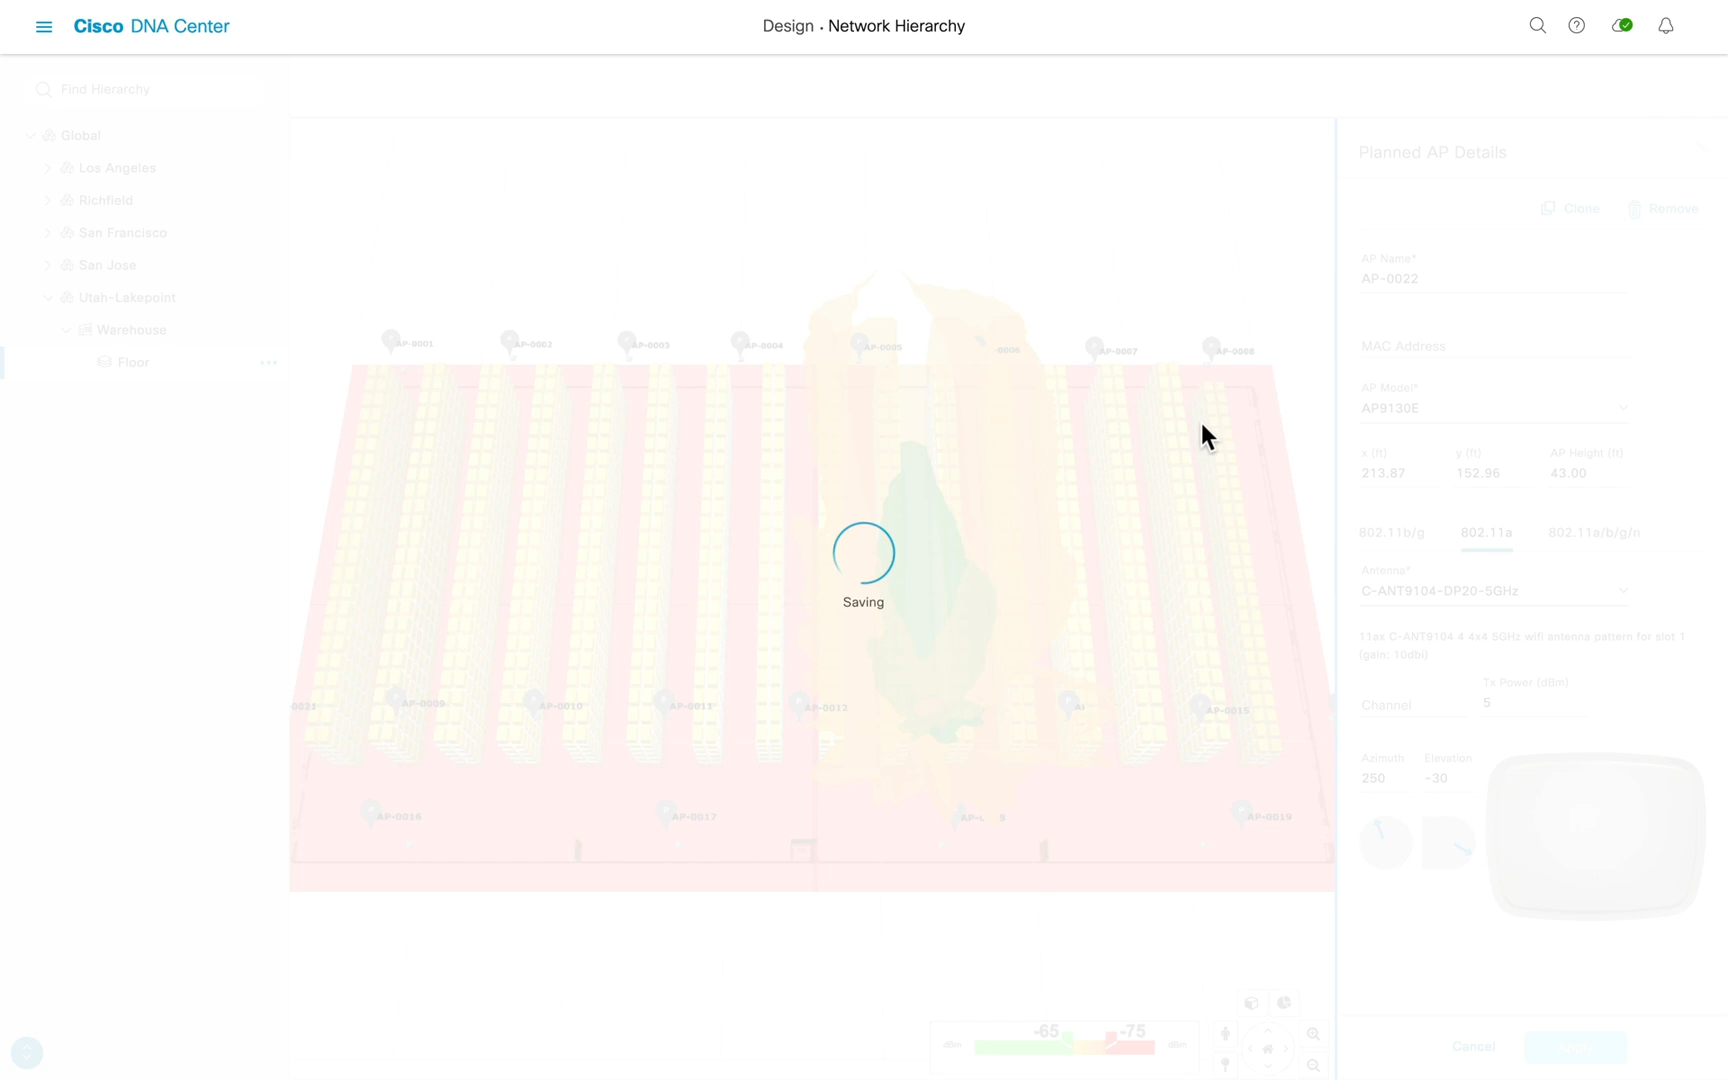 Cisco DNA Center
Design • Network Hierarchy
Find Hierarchy
Global
Los Angeles
Richfield
San Francisco
San Jose
Utah-Lakepoint
Warehouse
Floor
AP-0001
AP-0002
AP-0003
AP-0004
AP-0005
-0006
AP-0007
AP-0008
0031
AP-0009
AP-0010
AP-0011
AP-0012
AP-0015
AP-0016
AP-0017
AP-0019
Saving
dBm
-65
-75
dBm
Planned AP Details
Clone
Remove
AP Name*
AP-0022
MAC Address
AP Model*
AP9130E
x (ft) y (ft) AP Height (ft)
213.87 152.96 43.00
802.11b/g 802.11a 802.11a/b/g/n
Antenna*
C-ANT9104-DP20-5GHz
11ax C-ANT9104 4 4x4 5GHz wifi antenna pattern for slot 1
(gain: 10dbi)
Channel
Tx Power (dBm)
5
Azimuth Elevation
250 -30
Cancel